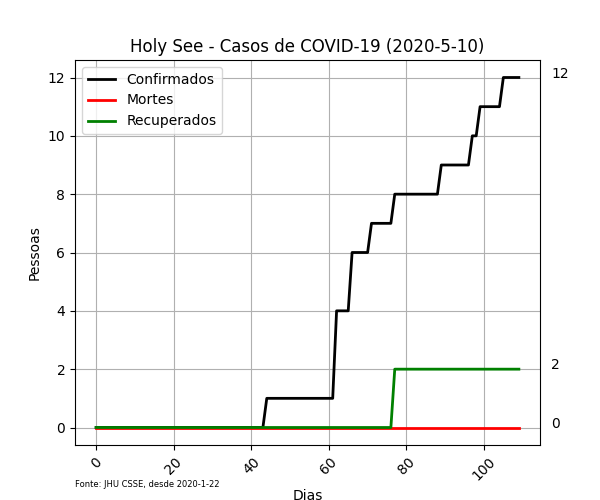 Holy See - Casos de COVID-19 (2020-5-10)
Confirmados
Mortes
Recuperados
12
10
8
6
4
2
0
Pessoas
12
2
0
0
20
40
60
80
100
Dias
Fonte: JHU CSSE, desde 2020-1-22